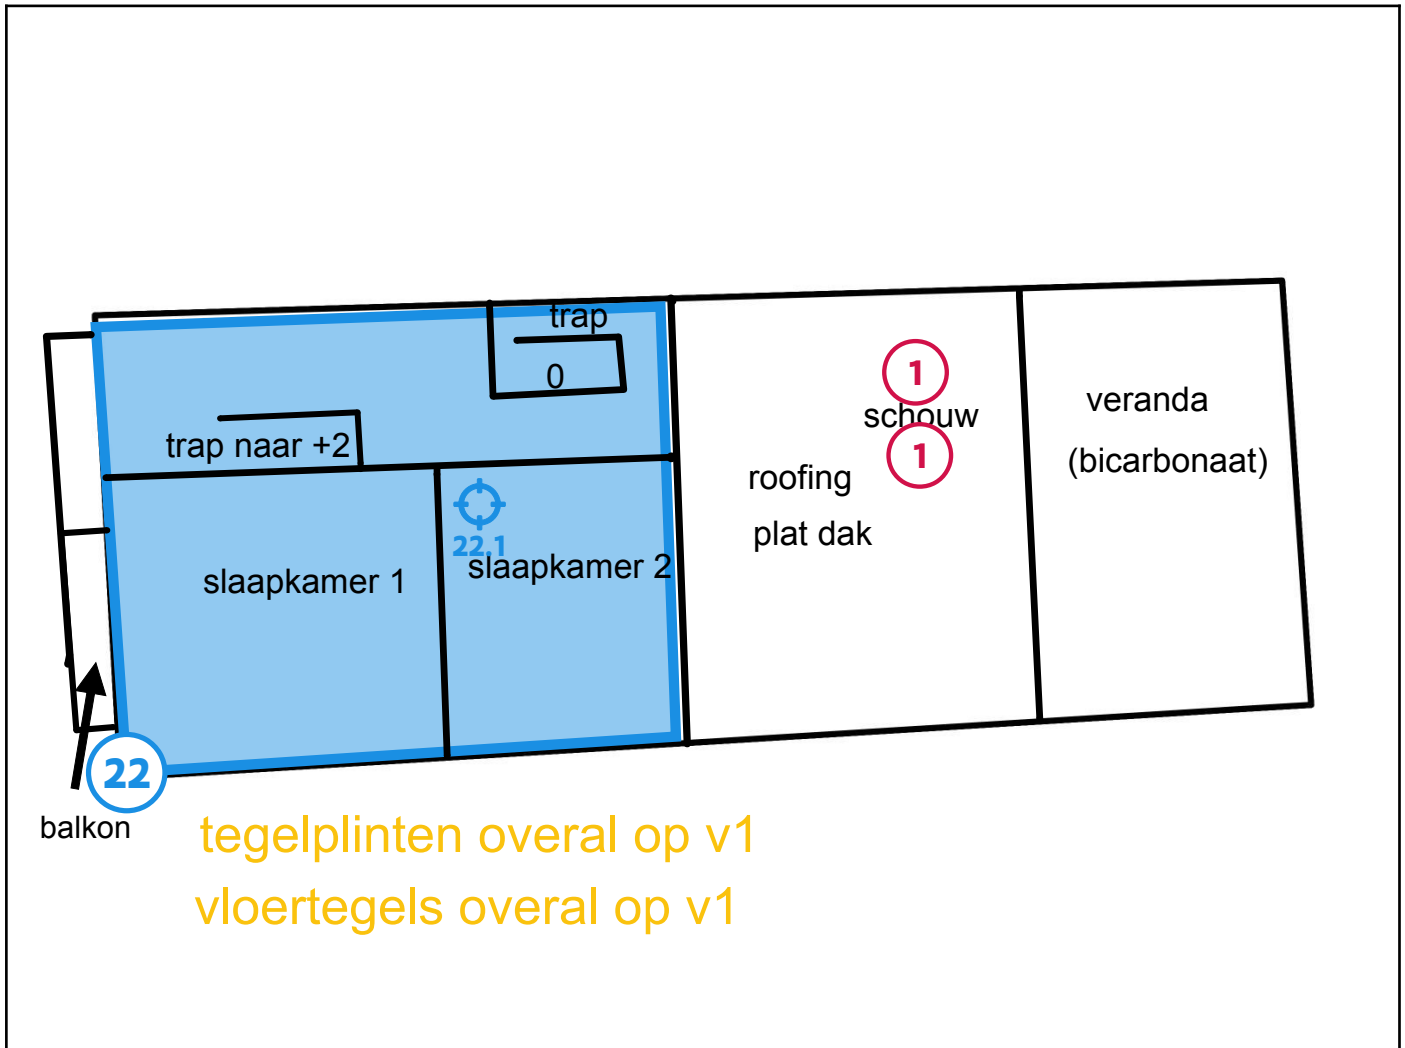 trap
0
trap naar +2
1
schouw
1
veranda
(bicarbonaat)
roofing
plat dak
22.1
slaapkamer 1
slaapkamer 2
22
balkon
tegelplinten overal op v1
vloertegels overal op v1